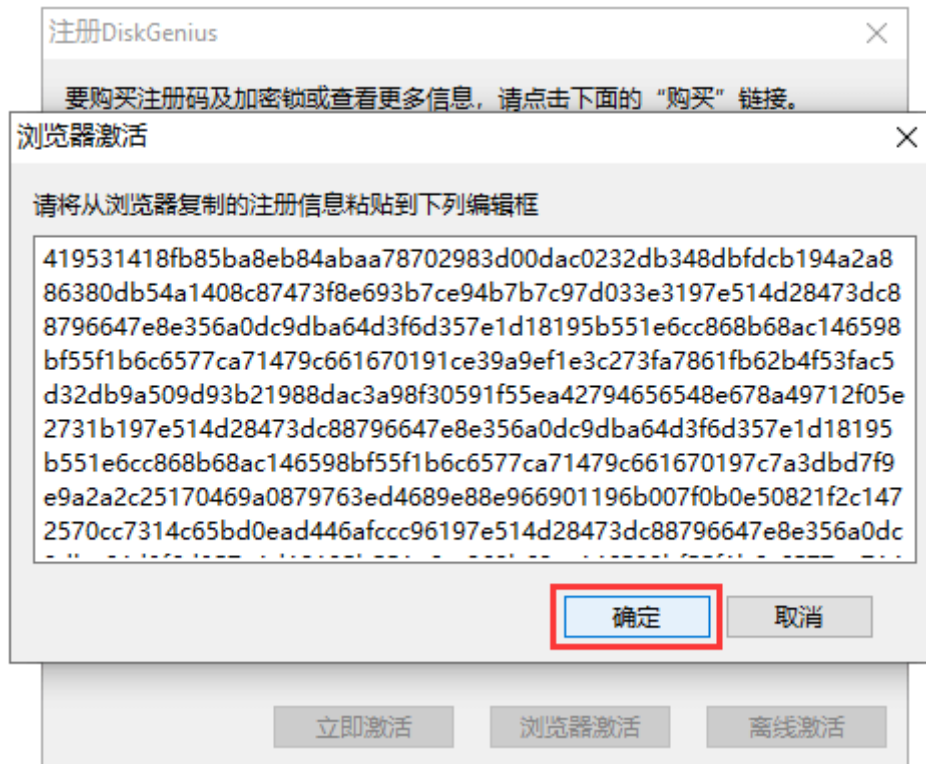 注册DiskGenius
要购买注册码及加密锁或查看更多信息，请点击下面的“购买”链接。
浏览器激活
请将从浏览器复制的注册信息粘贴到下列编辑框
419531418fb85ba8eb84abaa78702983d00dac0232db348dbfdcb194a2a8
86380db54a1408c87473f8e693b7ce94b7b7c97d033e3197e514d28473dc8
8796647e8e356a0dc9dba64d3f6d357e1d18195b551e6cc868b68ac146598
bf55f1b6c6577ca71479c661670191ce39a9ef1e3c273fa7861fb62b4f53fac5
d32db9a509d93b21988dac3a98f30591f55ea42794656548e678a49712f05e
2731b197e514d28473dc88796647e8e356a0dc9dba64d3f6d357e1d18195
b551e6cc868b68ac146598bf55f1b6c6577ca71479c661670197c7a3dbd7f9
e9a2a2c25170469a0879763ed4689e88e966901196b007f0b0e50821f2c147
2570cc7314c65bd0ead446afccc96197e514d28473dc88796647e8e356a0dc
确定
取消
立即激活
浏览器激活
离线激活